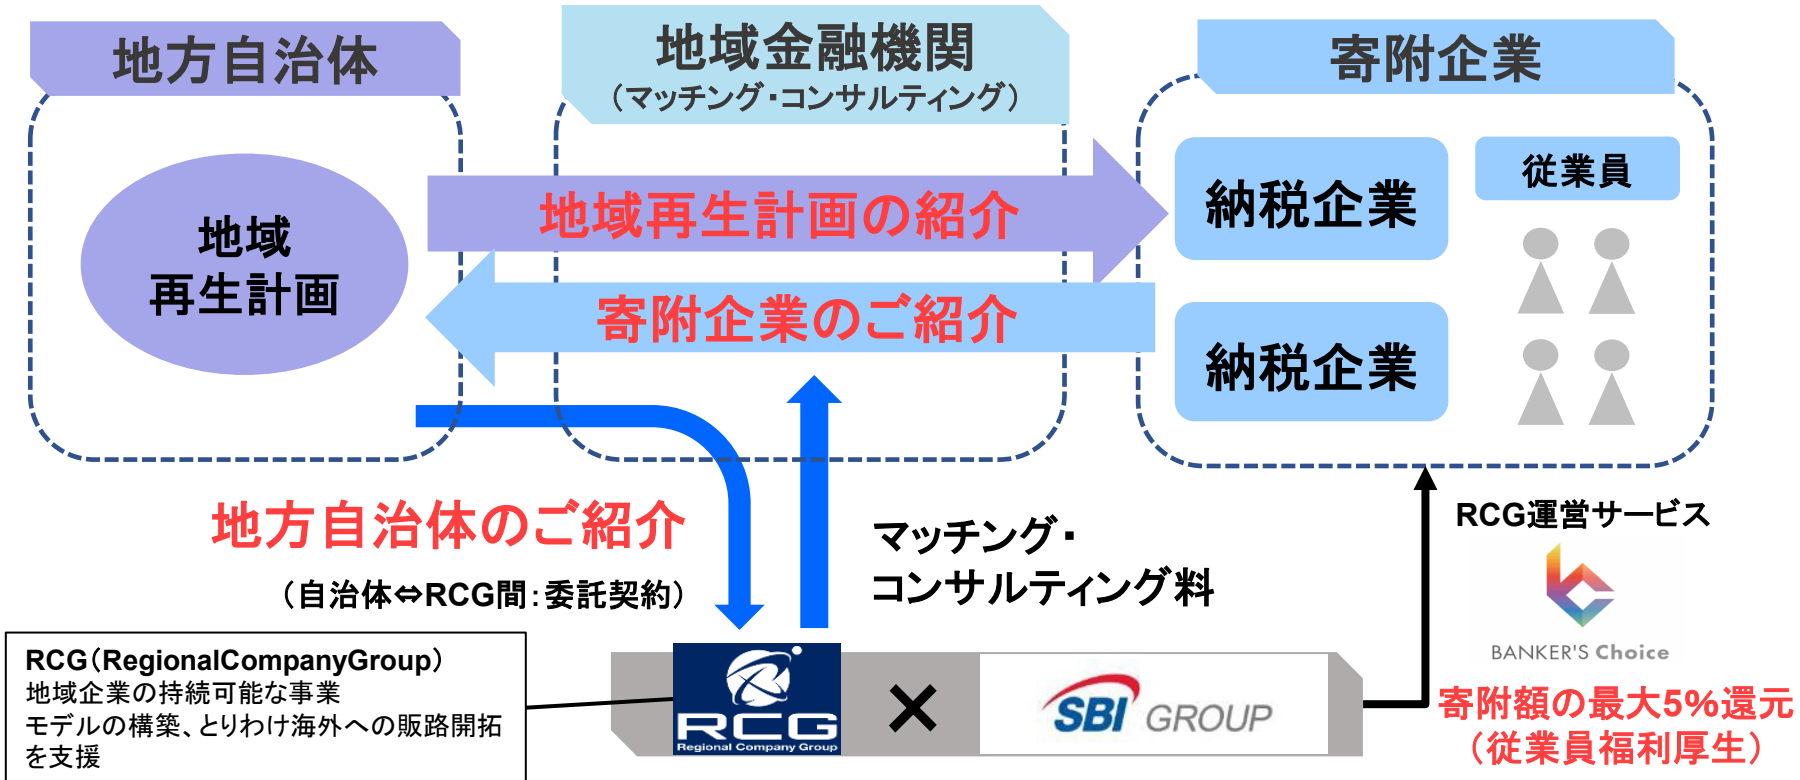 地方自治体
地域金融機関
（マッチング・コンサルティング）
寄附企業
地域
再生計画
地域再生計画の紹介
寄附企業のご紹介
納税企業
納税企業
従業員
地方自治体のご紹介
（自治体⇔RCG間：委託契約）
マッチング・
コンサルティング料
RCG運営サービス
BANKER'S Choice
寄附額の最大5%還元
（従業員福利厚生）
RCG（RegionalCompanyGroup）
地域企業の持続可能な事業
モデルの構築、とりわけ海外への販路開拓
を支援
RCG
Regional Company Group
×
SBI GROUP